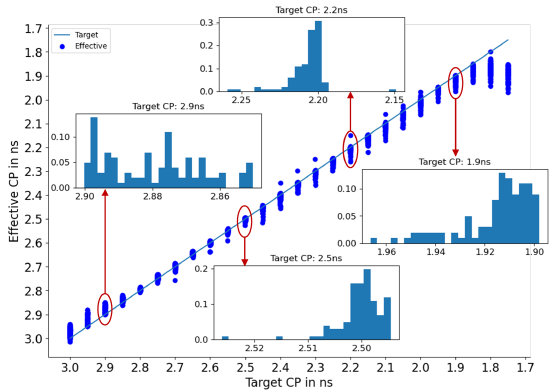 Target CP: 2.2ns
0.3
0.2
0.1
0.0
2.25 2.20 2.15
Target
Effective
Target CP: 2.9ns
0.10
0.05
0.00
2.90 2.88 2.86
Target CP: 1.9ns
0.10
0.05
0.00
1.96 1.94 1.92 1.90
Target CP: 2.5ns
0.2
0.1
0.0
2.52 2.51 2.50
Effective CP in ns
1.7
1.8
1.9
2.0
2.1
2.2
2.3
2.4
2.5
2.6
2.7
2.8
2.9
3.0
3.0 2.9 2.8 2.7 2.6 2.5 2.4 2.3 2.2 2.1 2.0 1.9 1.8 1.7
Target CP in ns